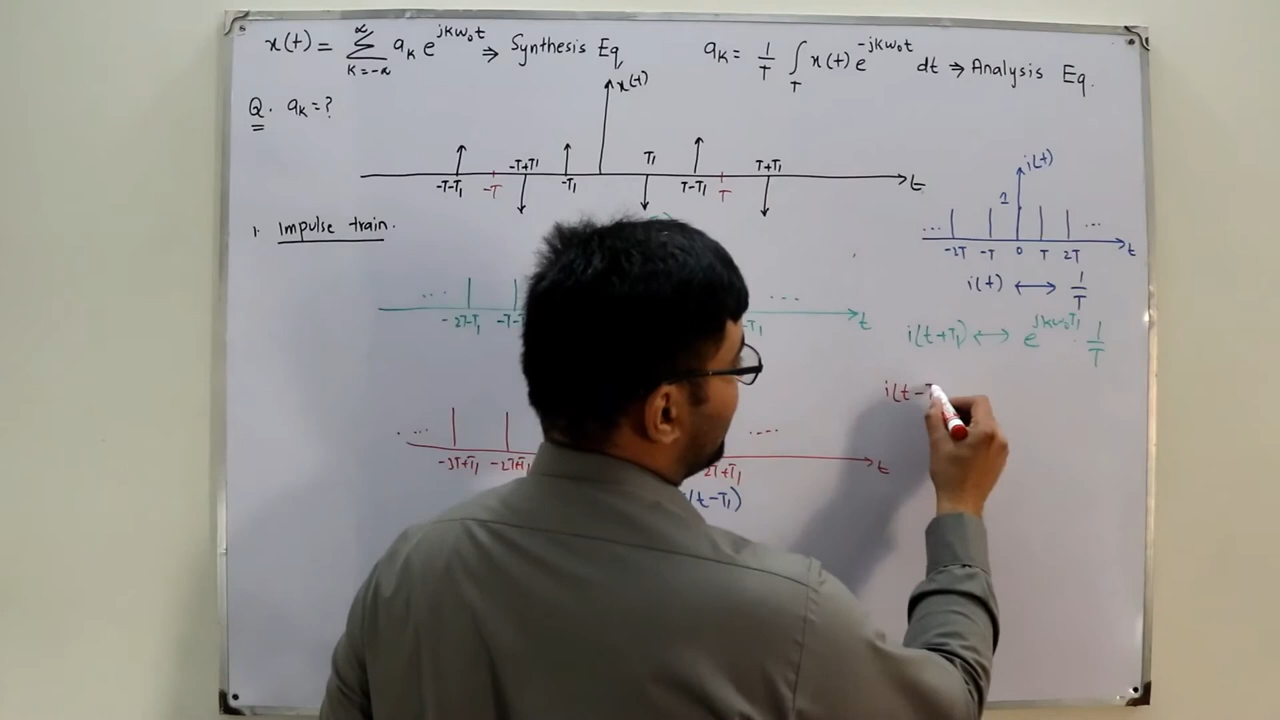 x(t) = ∞ Σ K=-∞ a_K e^{jKω₀t} ⇒ Synthesis Eq.
a_K = 1/T ∫_T x(t) e^{-jKω₀t} dt ⇒ Analysis Eq.
Q. a_K = ?
x(t)
-T-T₁ -T -T+T₁ -T₁ T₁ T-T₁ T T+T₁ t
i(t)
1
... -2T -T 0 T 2T ... t
1. Impulse train.
i(t) ⟷ 1/T
.... -2T-T₁ ... -T₁ t
i(t+T₁) ⟷ e^{jKω₀T₁} · 1/T
i(t-T
.... -3T+T₁ -2T+T₁ 2T+T₁ .... t
(t-T₁)